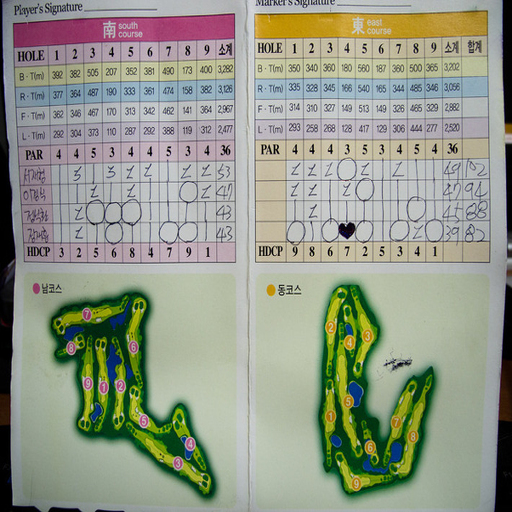 Player's Signature
南 south course
HOLE 1 2 3 4 5 6 7 8 9 소계
B · T(m) 392 382 505 207 352 381 490 173 400 3,282
R · T(m) 377 364 487 190 333 361 474 158 382 3,126
F · T(m) 362 346 467 170 313 342 462 141 364 2,967
L · T(m) 292 304 373 110 287 292 388 119 312 2,477
PAR 4 4 5 3 4 4 5 3 4 36
53
47
43
43
HDCP 3 2 5 6 8 4 7 9 1
남코스
7
8
6
9 1 2
5
4
3
Marker's Signature
東 east course
HOLE 1 2 3 4 5 6 7 8 9 소계 합계
B · T(m) 350 340 360 180 560 187 360 500 365 3,202
R · T(m) 335 328 345 166 540 165 344 485 346 3,056
F · T(m) 314 310 327 149 513 149 326 465 329 2,882
L · T(m) 293 258 268 128 417 129 306 444 277 2,520
PAR 4 4 4 3 5 3 4 5 4 36
49 102
47 94
45 88
39 82
HDCP 9 8 6 7 2 5 3 4 1
동코스
2
3
4
1
5
7
8
6
9